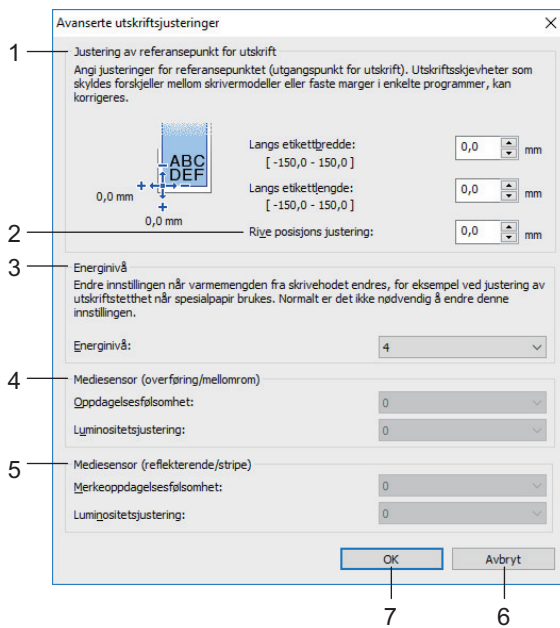 Avanserte utskriftsjusteringer
1
Justering av referansepunkt for utskrift
Angi justeringer for referansepunktet (utgangspunkt for utskrift). Utskriftsskjevheter som
skyldes forskjeller mellom skrivermodeller eller faste marger i enkelte programmer, kan
korrigeres.
ABC
DEF
0,0 mm
0,0 mm
Langs etikettbredde:
[ -150,0 - 150,0 ]
0,0 mm
Langs etikettlengde:
[ -150,0 - 150,0 ]
0,0 mm
2
Rive posisjons justering:
0,0 mm
3
Energinivå
Endre innstillingen når varmemengden fra skrivehodet endres, for eksempel ved justering av
utskriftstetthet når spesialpapir brukes. Normalt er det ikke nødvendig å endre denne
innstillingen.
Energinivå:
4
4
Mediesensor (overføring/mellomrom)
Oppdagelsesfølsomhet:
0
Luminositetsjustering:
0
5
Mediesensor (reflekterende/stripe)
Merkeoppdagelsesfølsomhet:
0
Luminositetsjustering:
0
OK
Avbryt
7
6